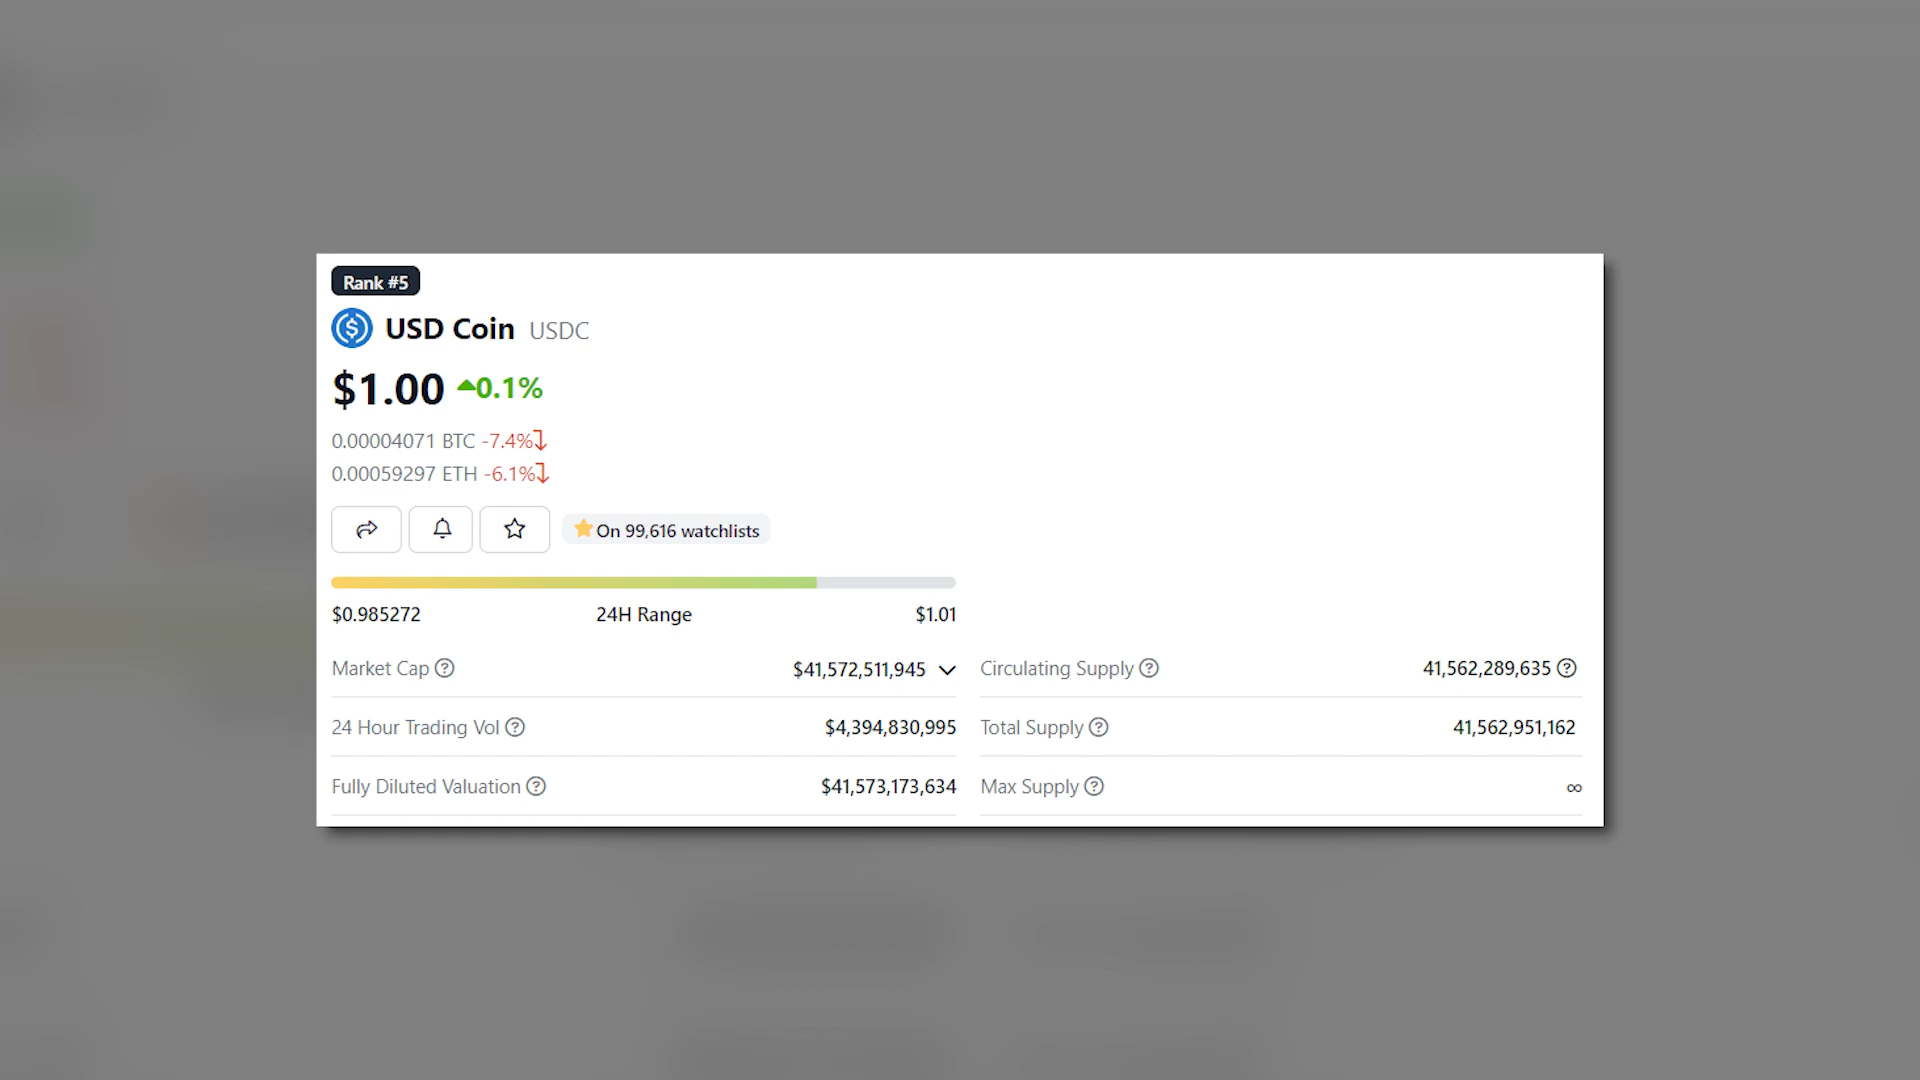 Rank #5
USD Coin USDC
$1.00 0.1%
0.00004071 BTC -7.4%
0.00059297 ETH -6.1%
On 99,616 watchlists
$0.985272 24H Range $1.01
Market Cap $41,572,511,945 Circulating Supply 41,562,289,635
24 Hour Trading Vol $4,394,830,995 Total Supply 41,562,951,162
Fully Diluted Valuation $41,573,173,634 Max Supply ∞